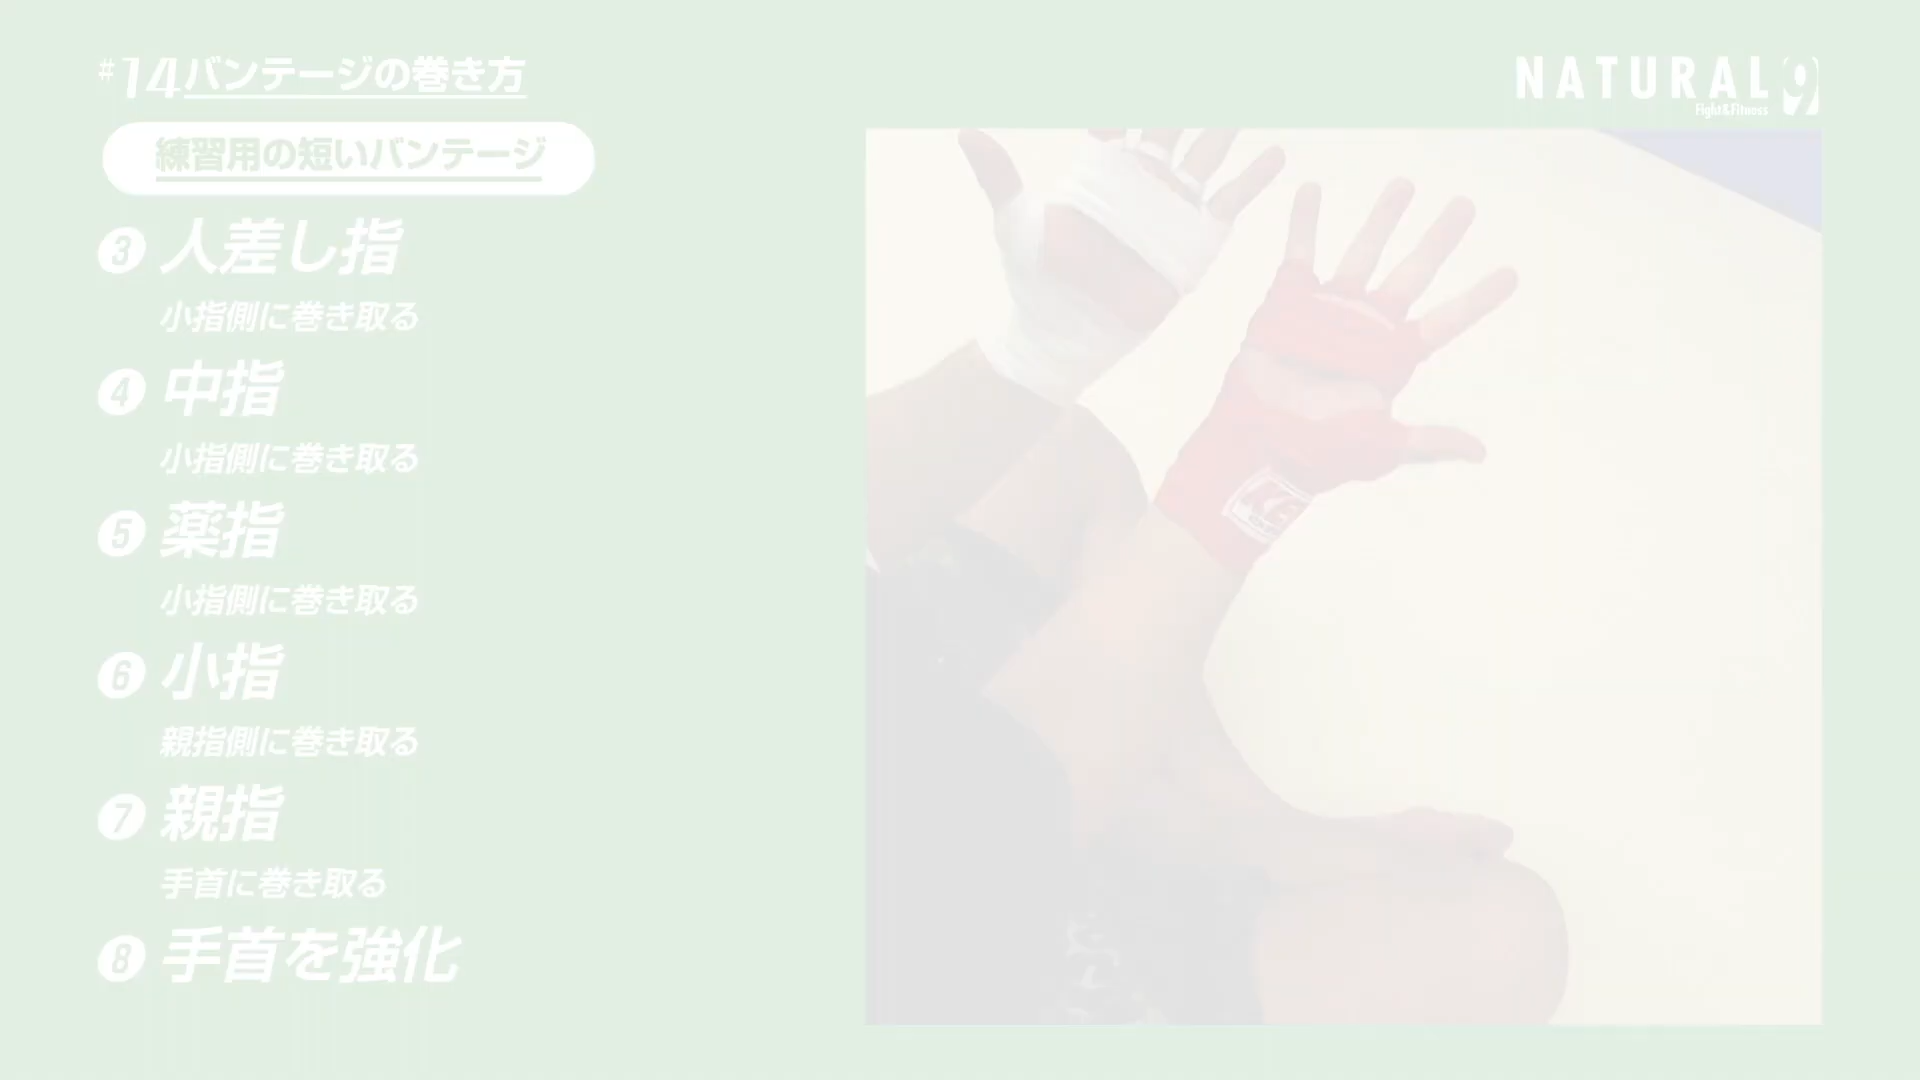 #14バンテージの巻き方
NATURAL9
Fight&Fitness
練習用の短いバンテージ
3 人差し指
小指側に巻き取る
4 中指
小指側に巻き取る
5 薬指
小指側に巻き取る
6 小指
親指側に巻き取る
7 親指
手首に巻き取る
8 手首を強化